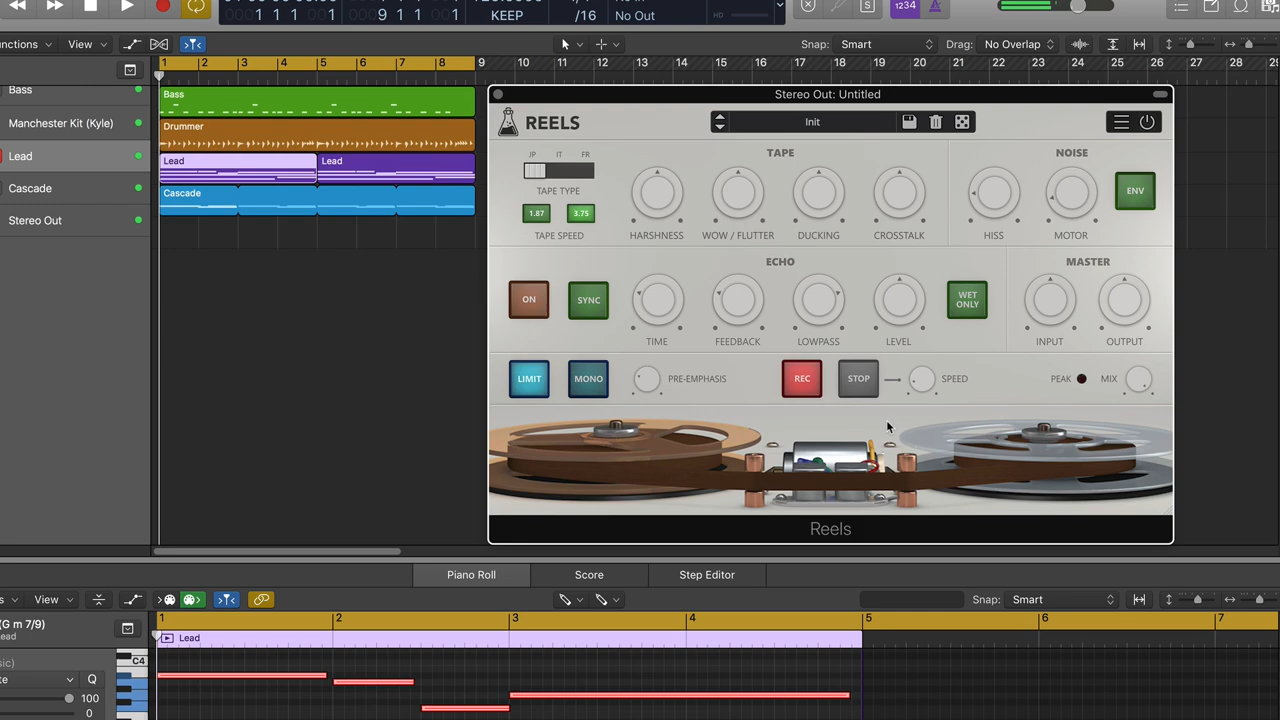 1 1 1 1
9 1 1 1
KEEP
/16
No In
No Out
HD
S
1234
nctions
View
Snap: Smart
Drag: No Overlap
1 2 3 4 5 6 7 8 9 10 11 12 13 14 15 16 17 18 19 20 21 22 23 24 25 26 27 28 29
Bass
Manchester Kit (Kyle)
Lead
Cascade
Stereo Out
Bass
Drummer
Lead
Lead
Cascade
Stereo Out: Untitled
REELS
Init
JP IT FR
TAPE TYPE
1.87 3.75
TAPE SPEED
TAPE
HARSHNESS WOW / FLUTTER DUCKING CROSSTALK
NOISE
ENV
HISS MOTOR
ECHO
ON SYNC
TIME FEEDBACK LOWPASS LEVEL
WET
ONLY
MASTER
INPUT OUTPUT
LIMIT MONO PRE-EMPHASIS REC STOP SPEED PEAK MIX
Reels
Piano Roll Score Step Editor
View
Snap: Smart
1 2 3 4 5 6 7
(G m 7/9)
Lead
C4
Q
100
0